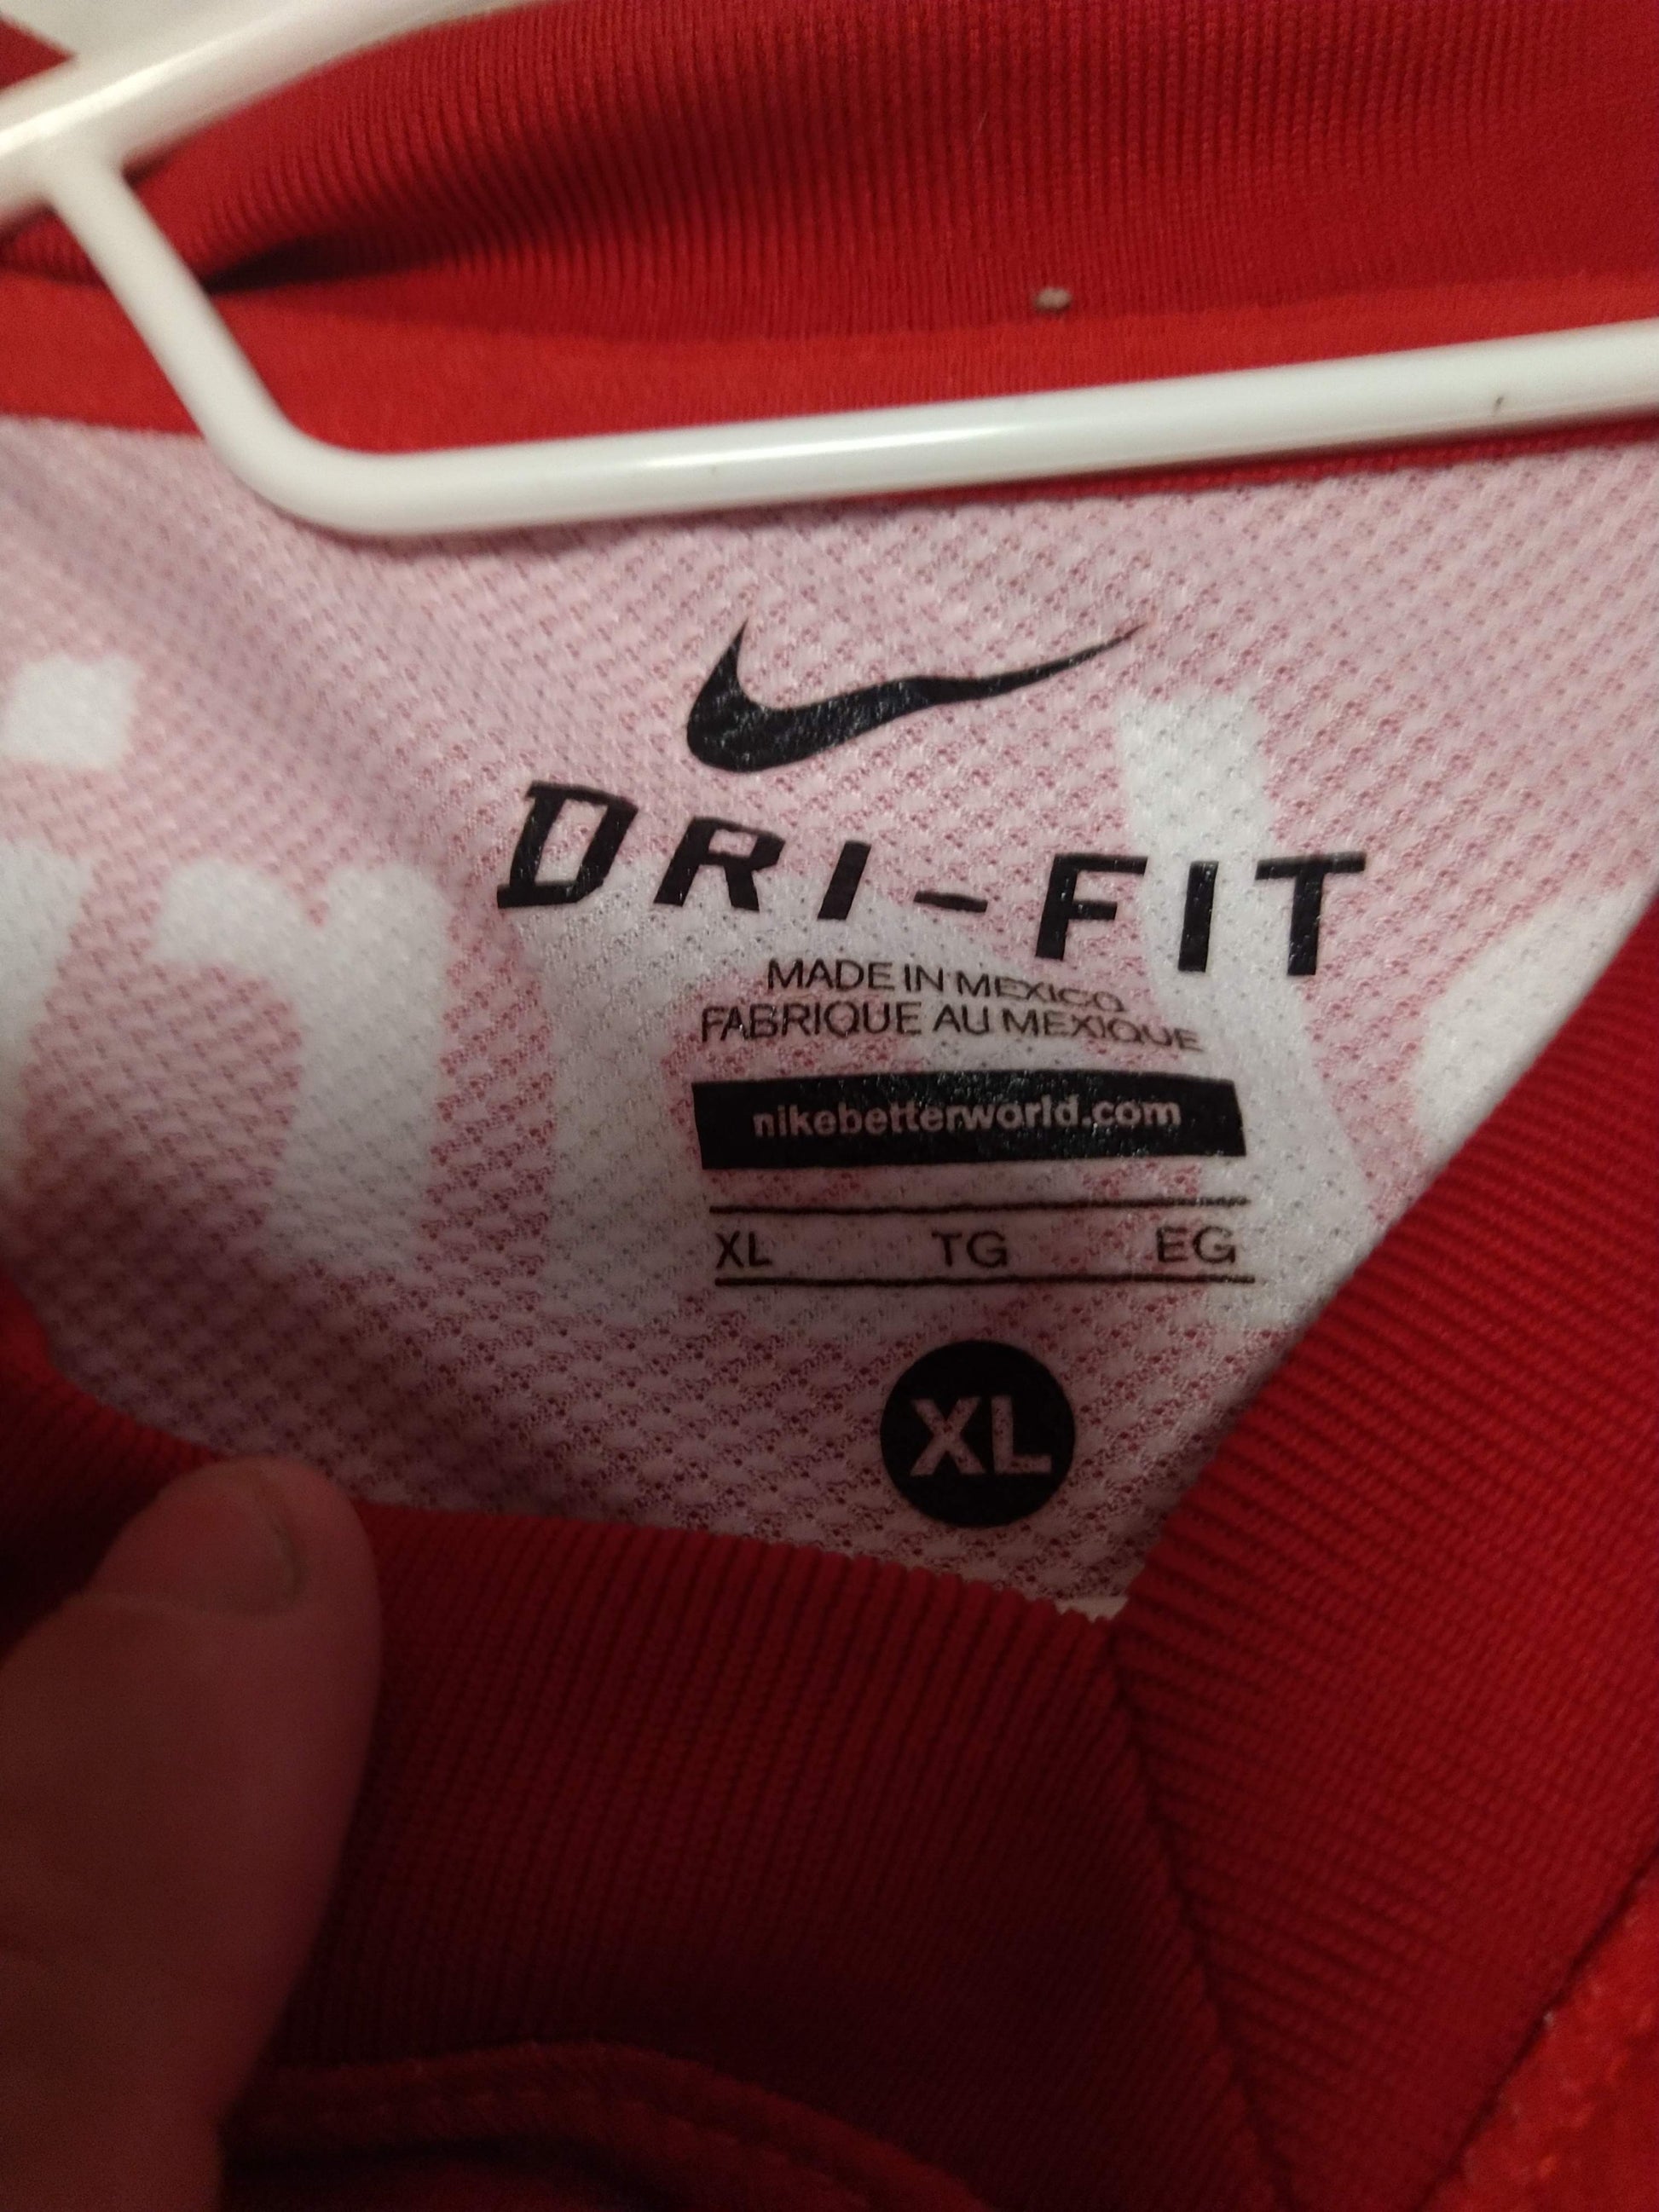 DRI-FIT
MADE IN MEXICO
FABRIQUE AU MEXIQUE
nikebetterworld.com
XL TG EG
XL